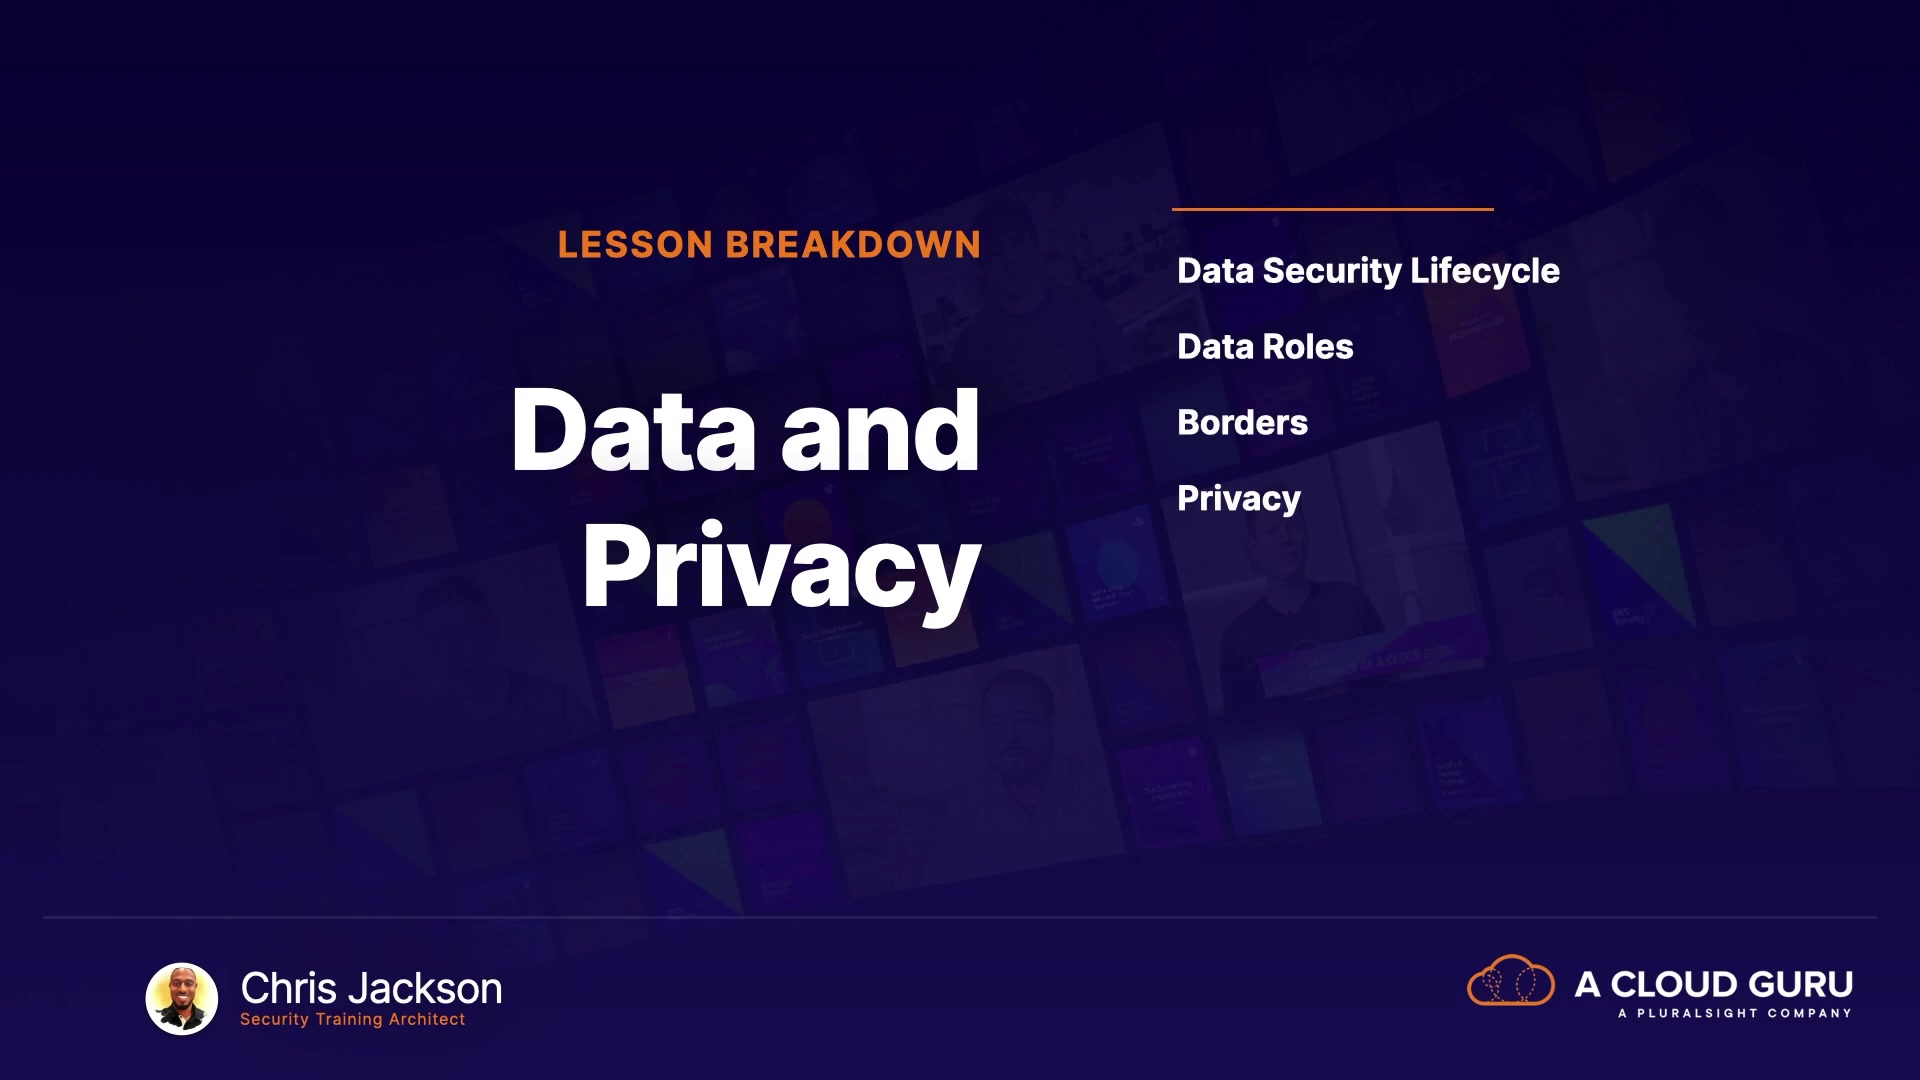 LESSON BREAKDOWN
Data and
Privacy
Data Security Lifecycle
Data Roles
Borders
Privacy
Chris Jackson
Security Training Architect
A CLOUD GURU
A PLURALSIGHT COMPANY